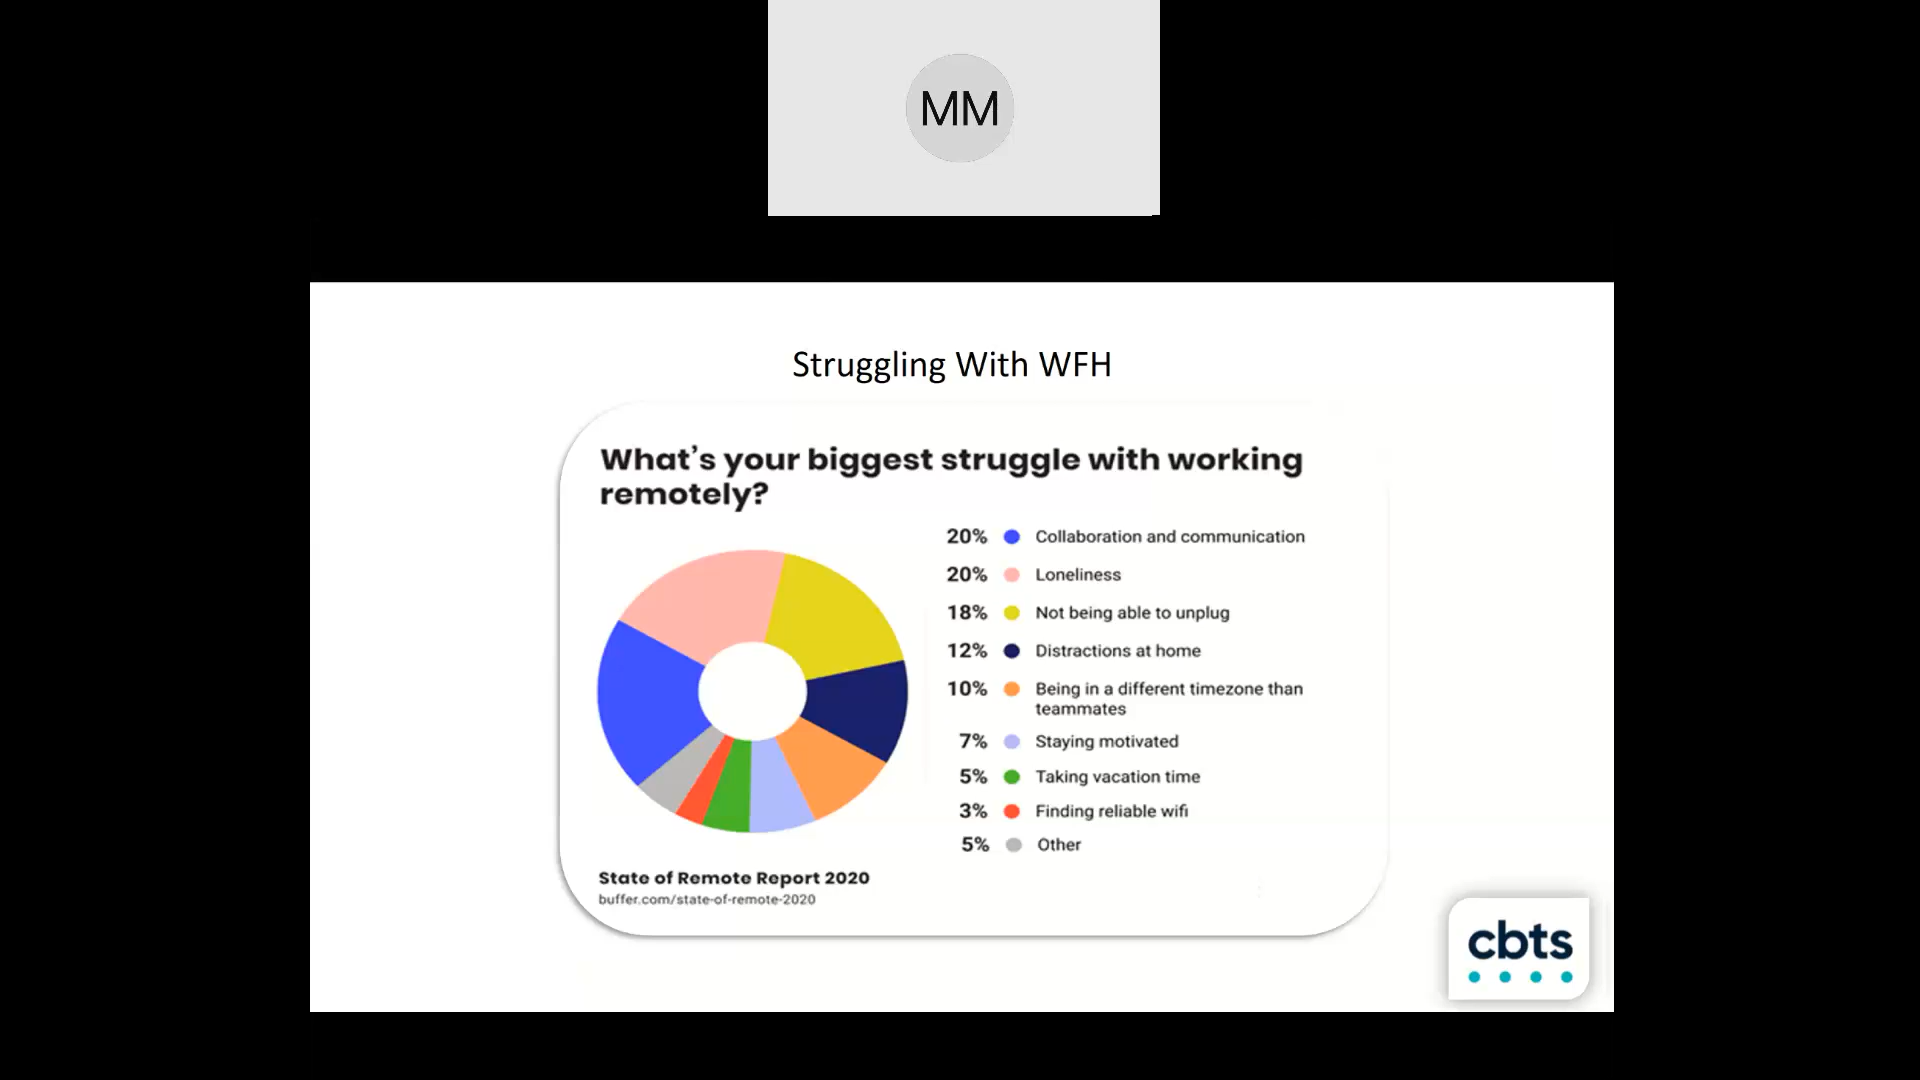 MM
Struggling With WFH
What's your biggest struggle with working
remotely?
20% Collaboration and communication
20% Loneliness
18% Not being able to unplug
12% Distractions at home
10% Being in a different timezone than
teammates
7% Staying motivated
5% Taking vacation time
3% Finding reliable wifi
5% Other
State of Remote Report 2020
buffer.com/state-of-remote-2020
cbts